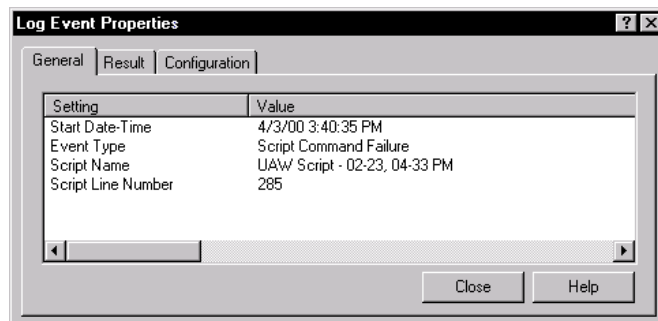 Log Event Properties
General Result Configuration
Setting Value
Start Date-Time 4/3/00 3:40:35 PM
Event Type Script Command Failure
Script Name UAW Script - 02-23, 04-33 PM
Script Line Number 285
Close Help